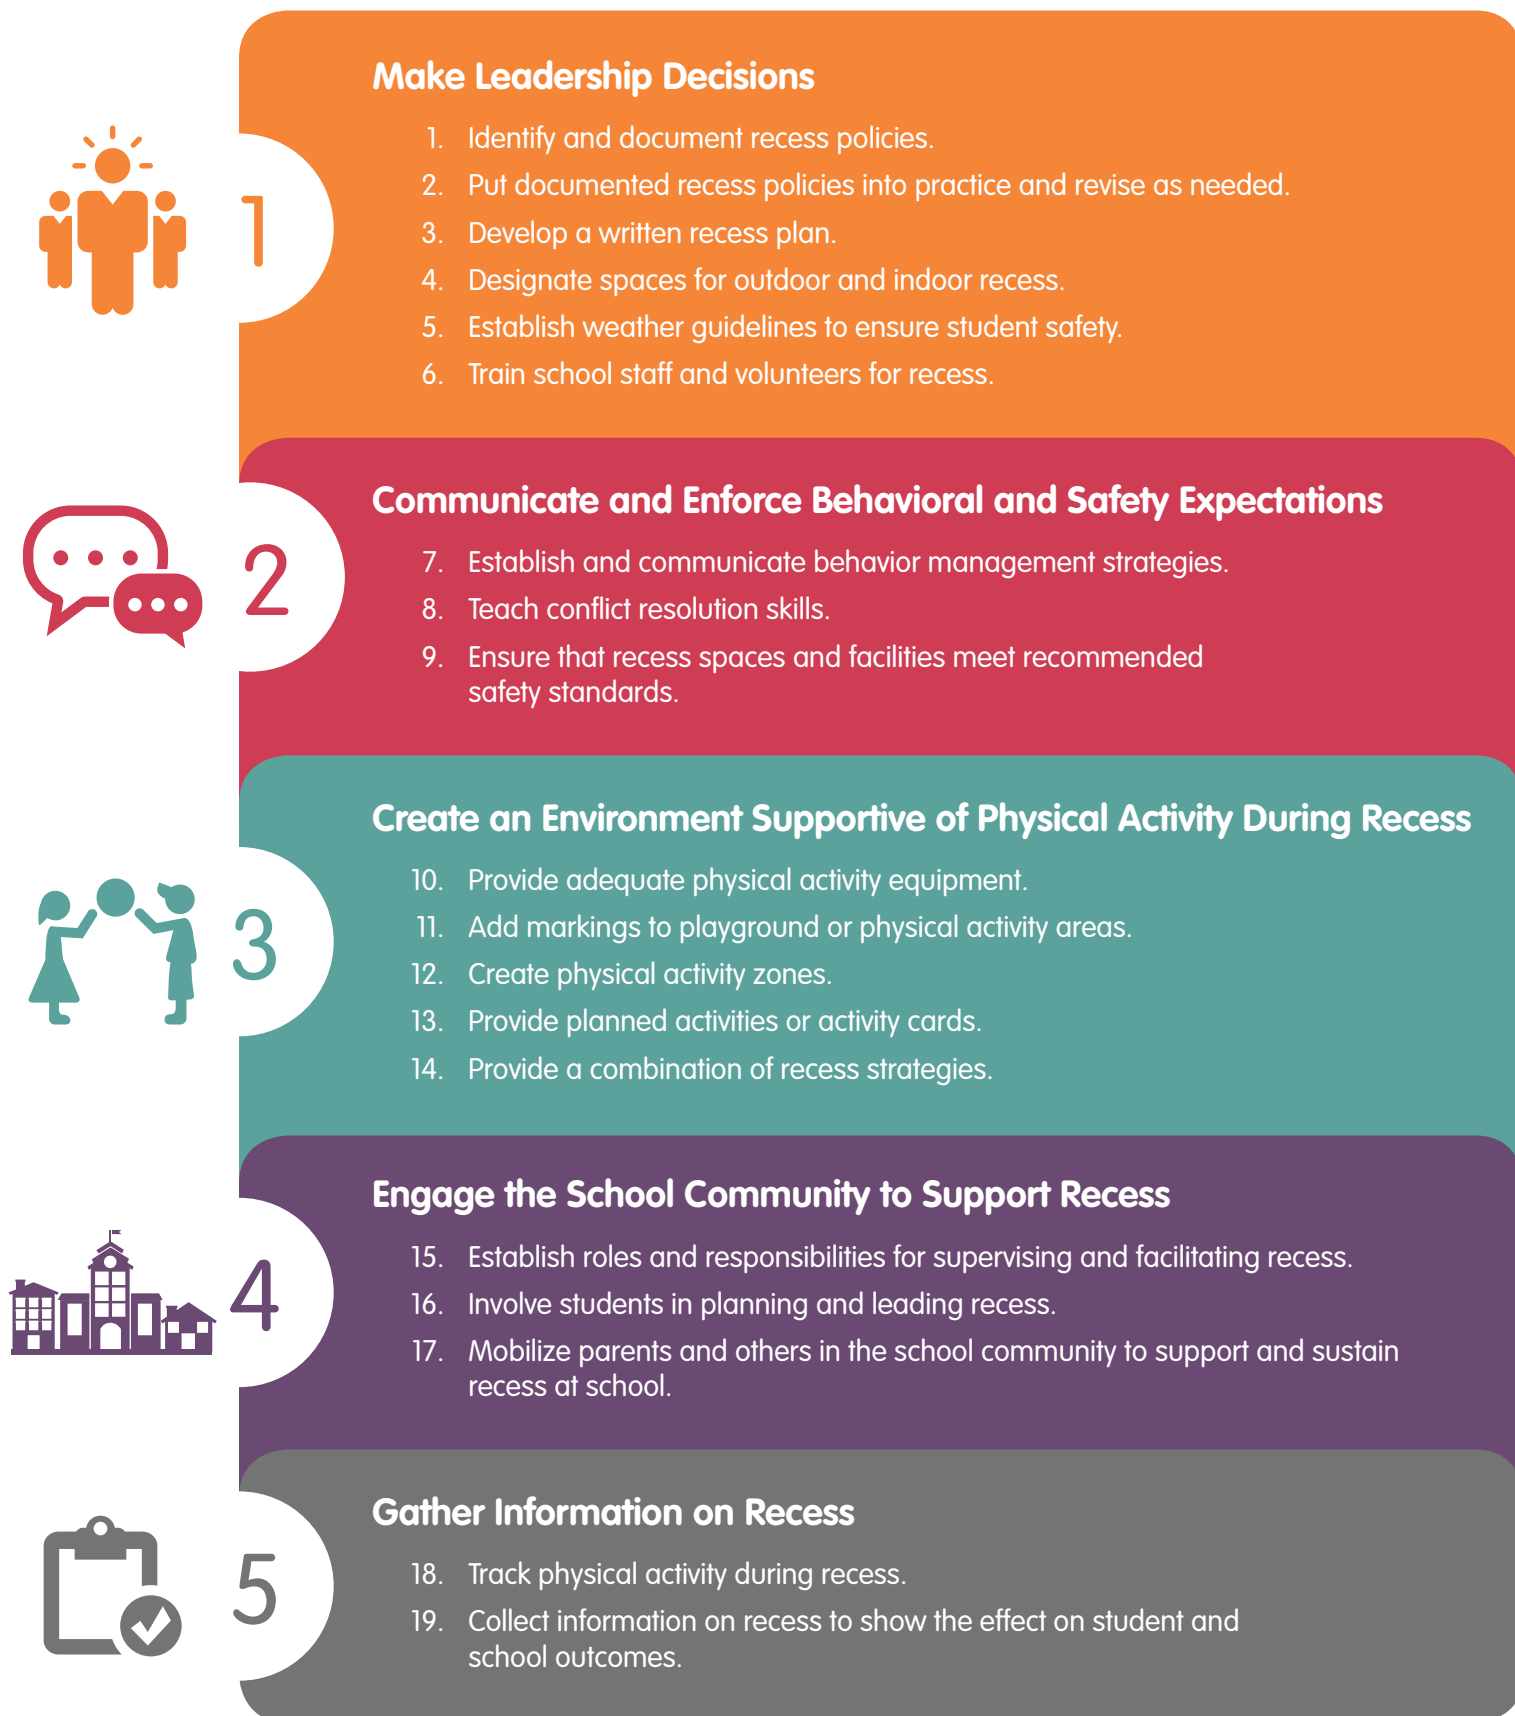 Make Leadership Decisions
1
1. Identify and document recess policies.
2. Put documented recess policies into practice and revise as needed.
3. Develop a written recess plan.
4. Designate spaces for outdoor and indoor recess.
5. Establish weather guidelines to ensure student safety.
6. Train school staff and volunteers for recess.
Communicate and Enforce Behavioral and Safety Expectations
2
7. Establish and communicate behavior management strategies.
8. Teach conflict resolution skills.
9. Ensure that recess spaces and facilities meet recommended
safety standards.
Create an Environment Supportive of Physical Activity During Recess
3
10. Provide adequate physical activity equipment.
11. Add markings to playground or physical activity areas.
12. Create physical activity zones.
13. Provide planned activities or activity cards.
14. Provide a combination of recess strategies.
Engage the School Community to Support Recess
4
15. Establish roles and responsibilities for supervising and facilitating recess.
16. Involve students in planning and leading recess.
17. Mobilize parents and others in the school community to support and sustain
recess at school.
Gather Information on Recess
5
18. Track physical activity during recess.
19. Collect information on recess to show the effect on student and
school outcomes.